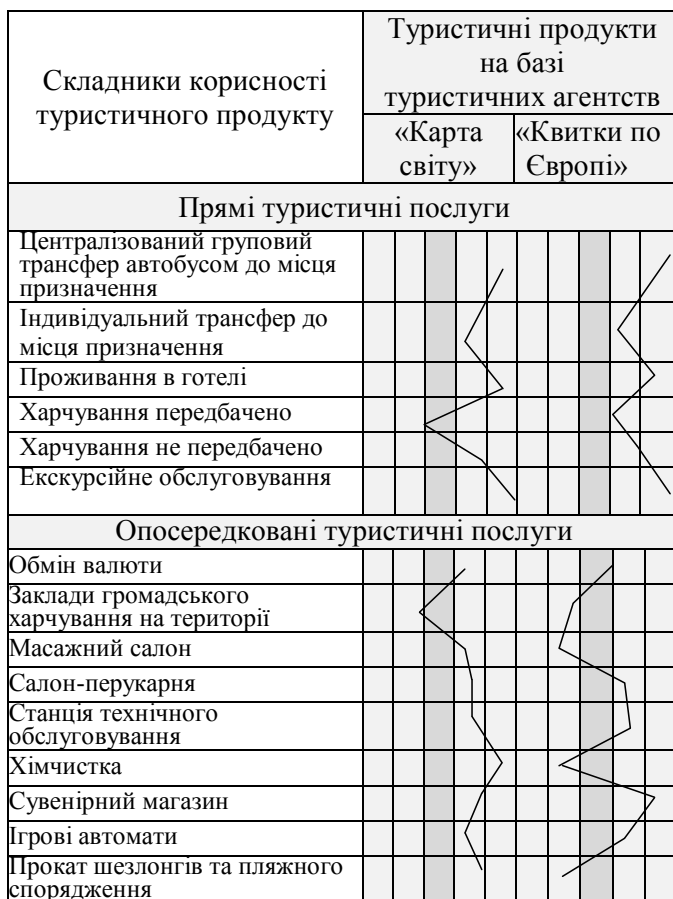 Складники корисності
туристичного продукту
Туристичні продукти
на базі
туристичних агентств
«Карта
світу»
«Квитки по
Європі»
Прямі туристичні послуги
Централізований груповий
трансфер автобусом до місця
призначення
Індивідуальний трансфер до
місця призначення
Проживання в готелі
Харчування передбачено
Харчування не передбачено
Екскурсійне обслуговування
Опосередковані туристичні послуги
Обмін валюти
Заклади громадського
харчування на території
Масажний салон
Салон-перукарня
Станція технічного
обслуговування
Хімчистка
Сувенірний магазин
Ігрові автомати
Прокат шезлонгів та пляжного
спорядження